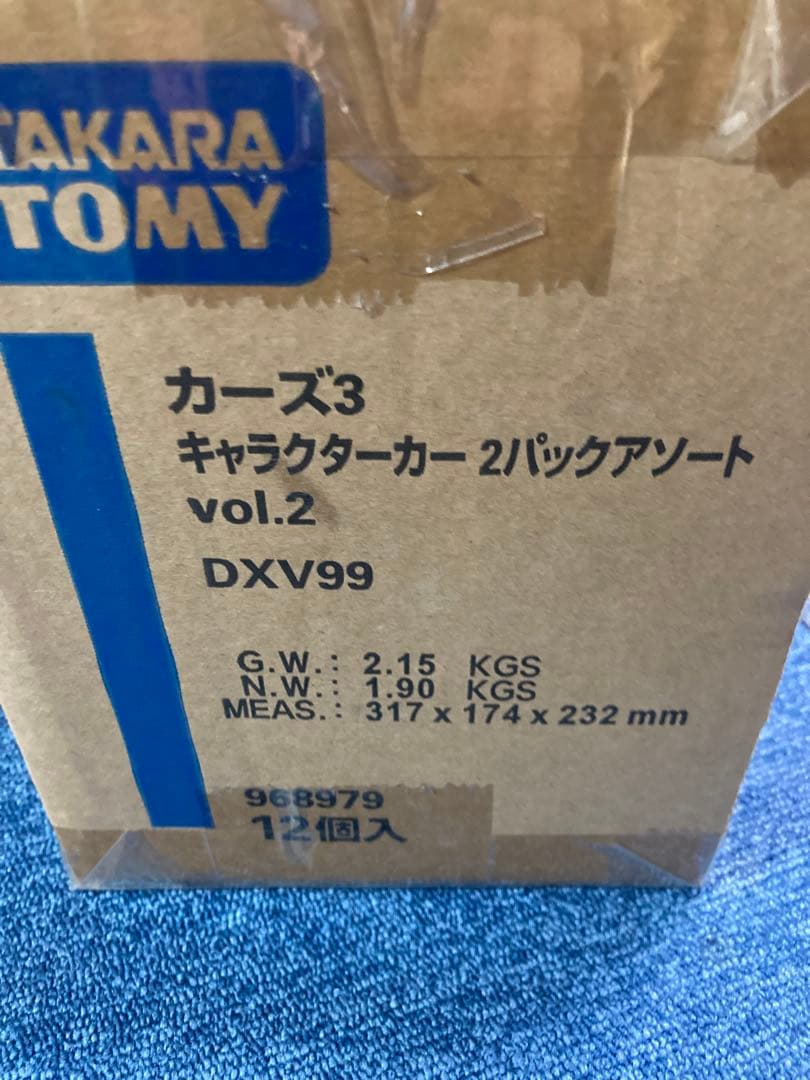 TAKARA
TOMY
カーズ3
キャラクターカー 2パックアソート
vol.2
DXV99
G.W.: 2.15 KGS
N.W.: 1.90 KGS
MEAS.: 317 x 174 x 232 mm
968979
12個入